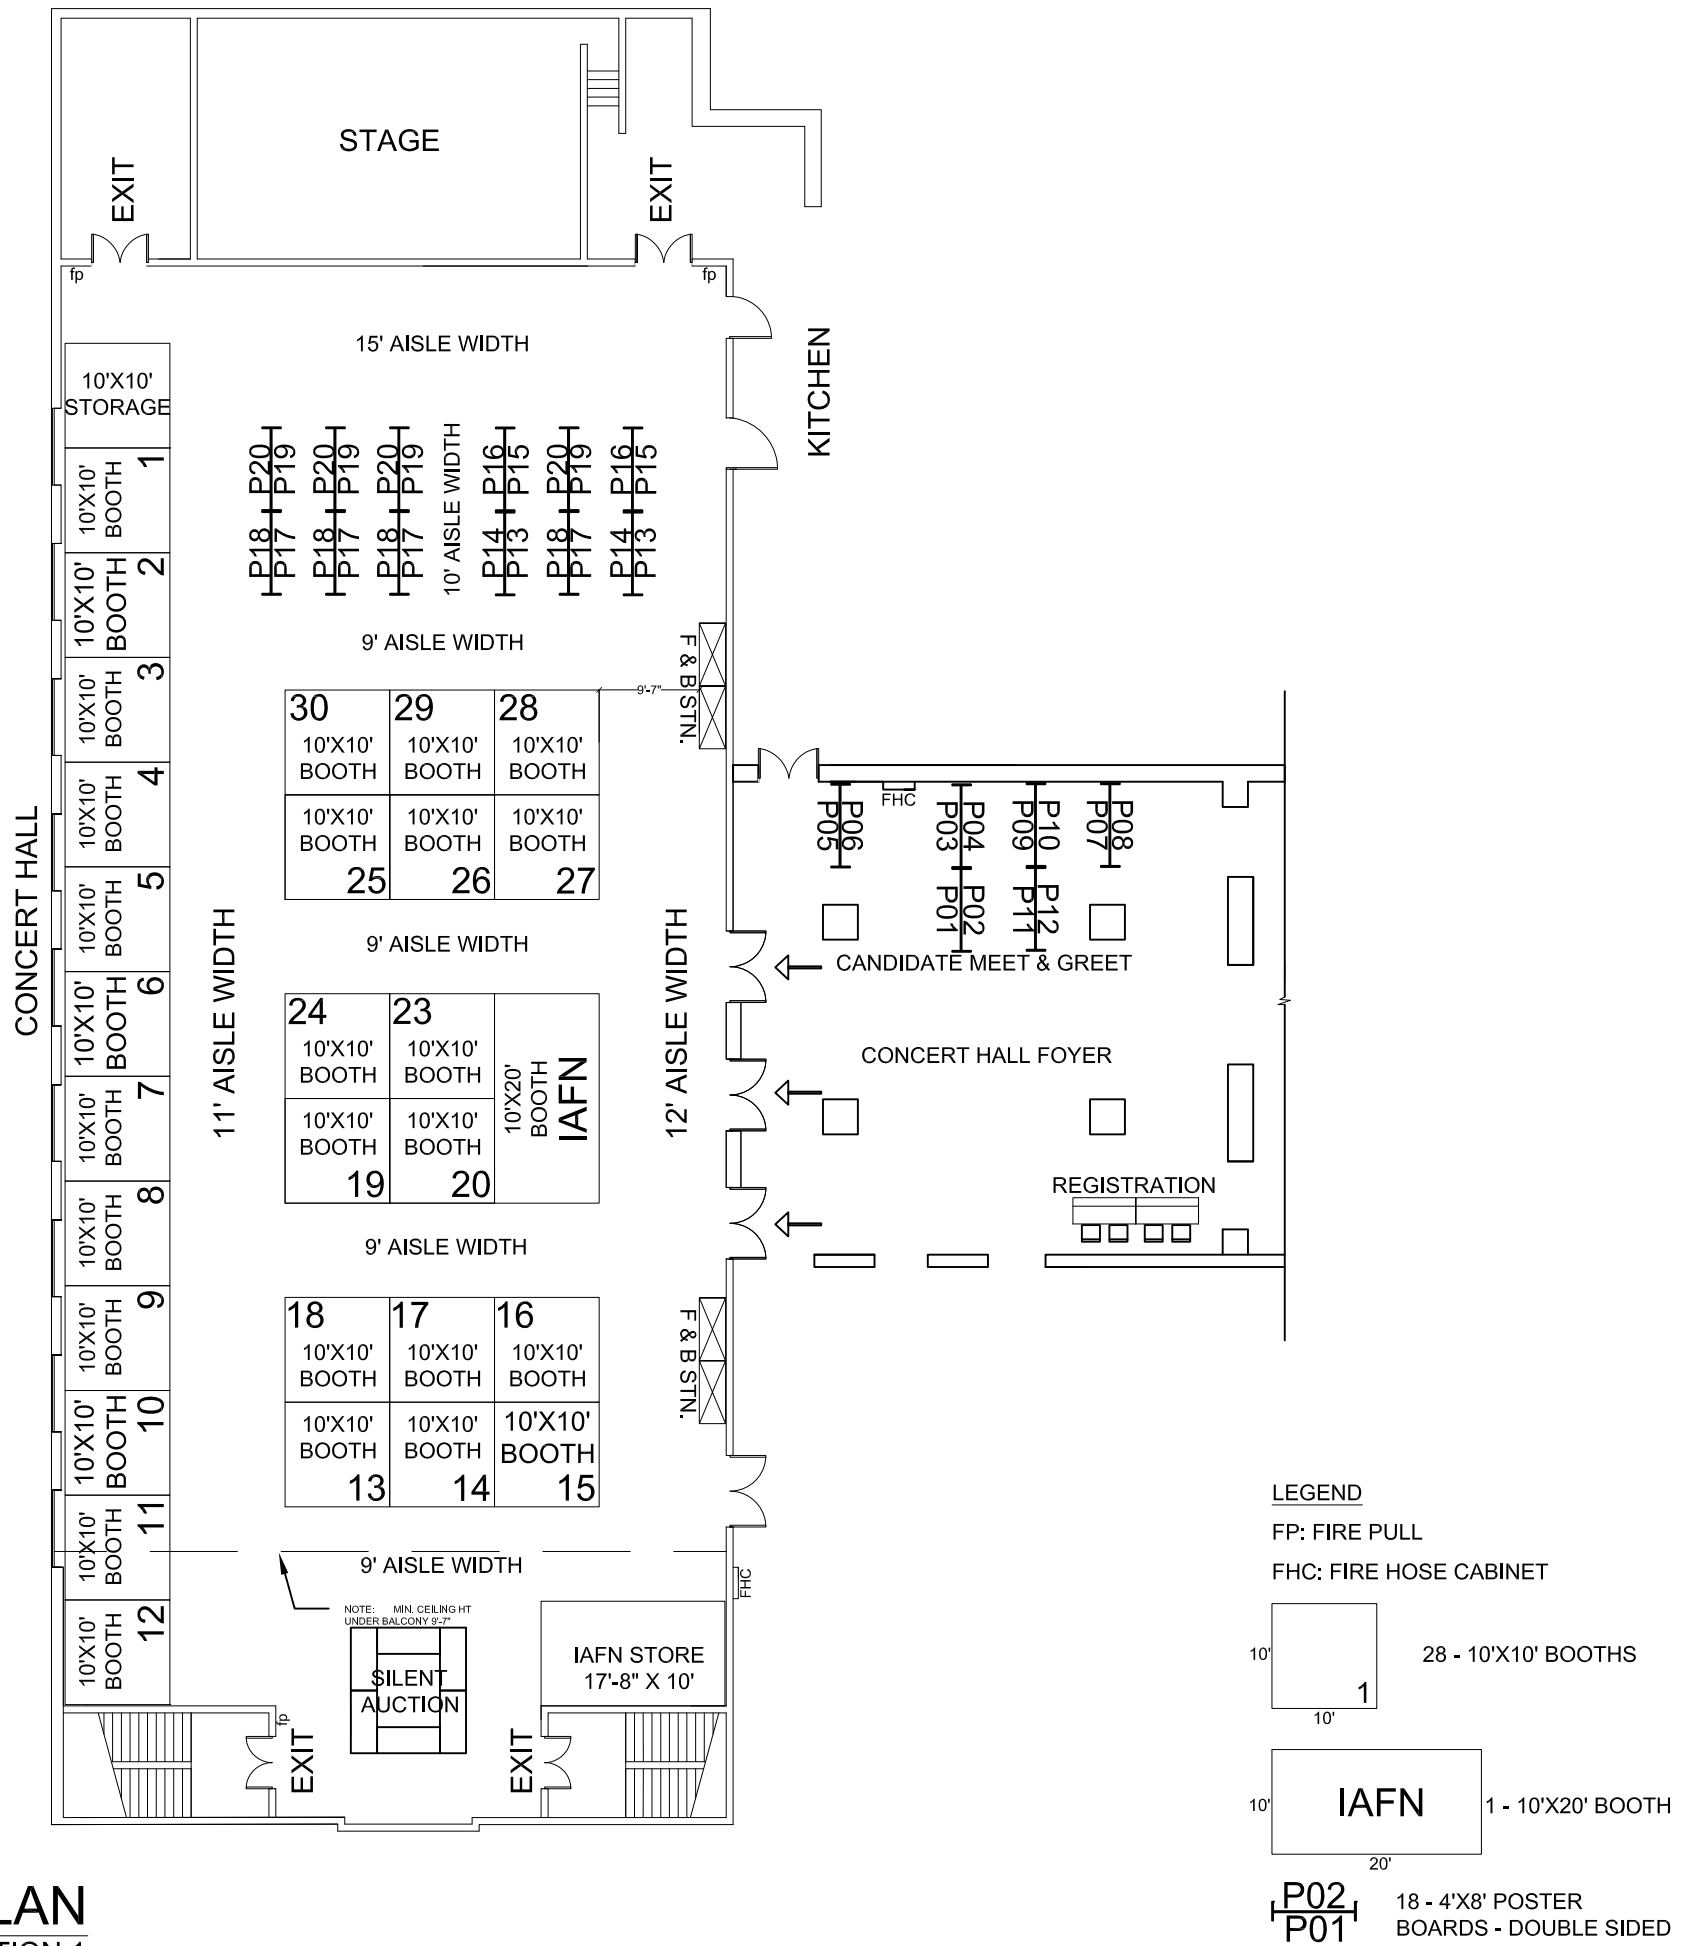 STAGE
EXIT
EXIT
fp
fp
15' AISLE WIDTH
KITCHEN
10'X10'
STORAGE
P20
P19
P20
P19
P20
P19
10' AISLE WIDTH
P16
P15
P20
P19
P16
P15
P18
P17
P18
P17
P18
P17
P14
P13
P18
P17
P14
P13
9' AISLE WIDTH
F & B STN.
9'-7"
CONCERT HALL
10'X10'
BOOTH
1
10'X10'
BOOTH
2
10'X10'
BOOTH
3
10'X10'
BOOTH
4
10'X10'
BOOTH
5
10'X10'
BOOTH
6
10'X10'
BOOTH
7
10'X10'
BOOTH
8
10'X10'
BOOTH
9
10'X10'
BOOTH
10
10'X10'
BOOTH
11
10'X10'
BOOTH
12
11' AISLE WIDTH
30
10'X10'
BOOTH
29
10'X10'
BOOTH
28
10'X10'
BOOTH
10'X10'
BOOTH
25
10'X10'
BOOTH
26
10'X10'
BOOTH
27
9' AISLE WIDTH
12' AISLE WIDTH
24
10'X10'
BOOTH
23
10'X10'
BOOTH
10'X20'
BOOTH
IAFN
10'X10'
BOOTH
19
10'X10'
BOOTH
20
9' AISLE WIDTH
18
10'X10'
BOOTH
17
10'X10'
BOOTH
16
10'X10'
BOOTH
10'X10'
BOOTH
13
10'X10'
BOOTH
14
10'X10'
BOOTH
15
F & B STN.
9' AISLE WIDTH
FHC
NOTE: MIN. CEILING HT
UNDER BALCONY 9'-7"
SILENT
AUCTION
IAFN STORE
17'-8" X 10'
fp
EXIT
EXIT
FHC
P05
P06
P03
P04
P09
P10
P07
P08
P01
P02
P11
P12
CANDIDATE MEET & GREET
CONCERT HALL FOYER
REGISTRATION
LEGEND
FP: FIRE PULL
FHC: FIRE HOSE CABINET
10'
1
10'
28 - 10'X10' BOOTHS
10'
IAFN
20'
1 - 10'X20' BOOTH
P02
P01
18 - 4'X8' POSTER
BOARDS - DOUBLE SIDED
LAN